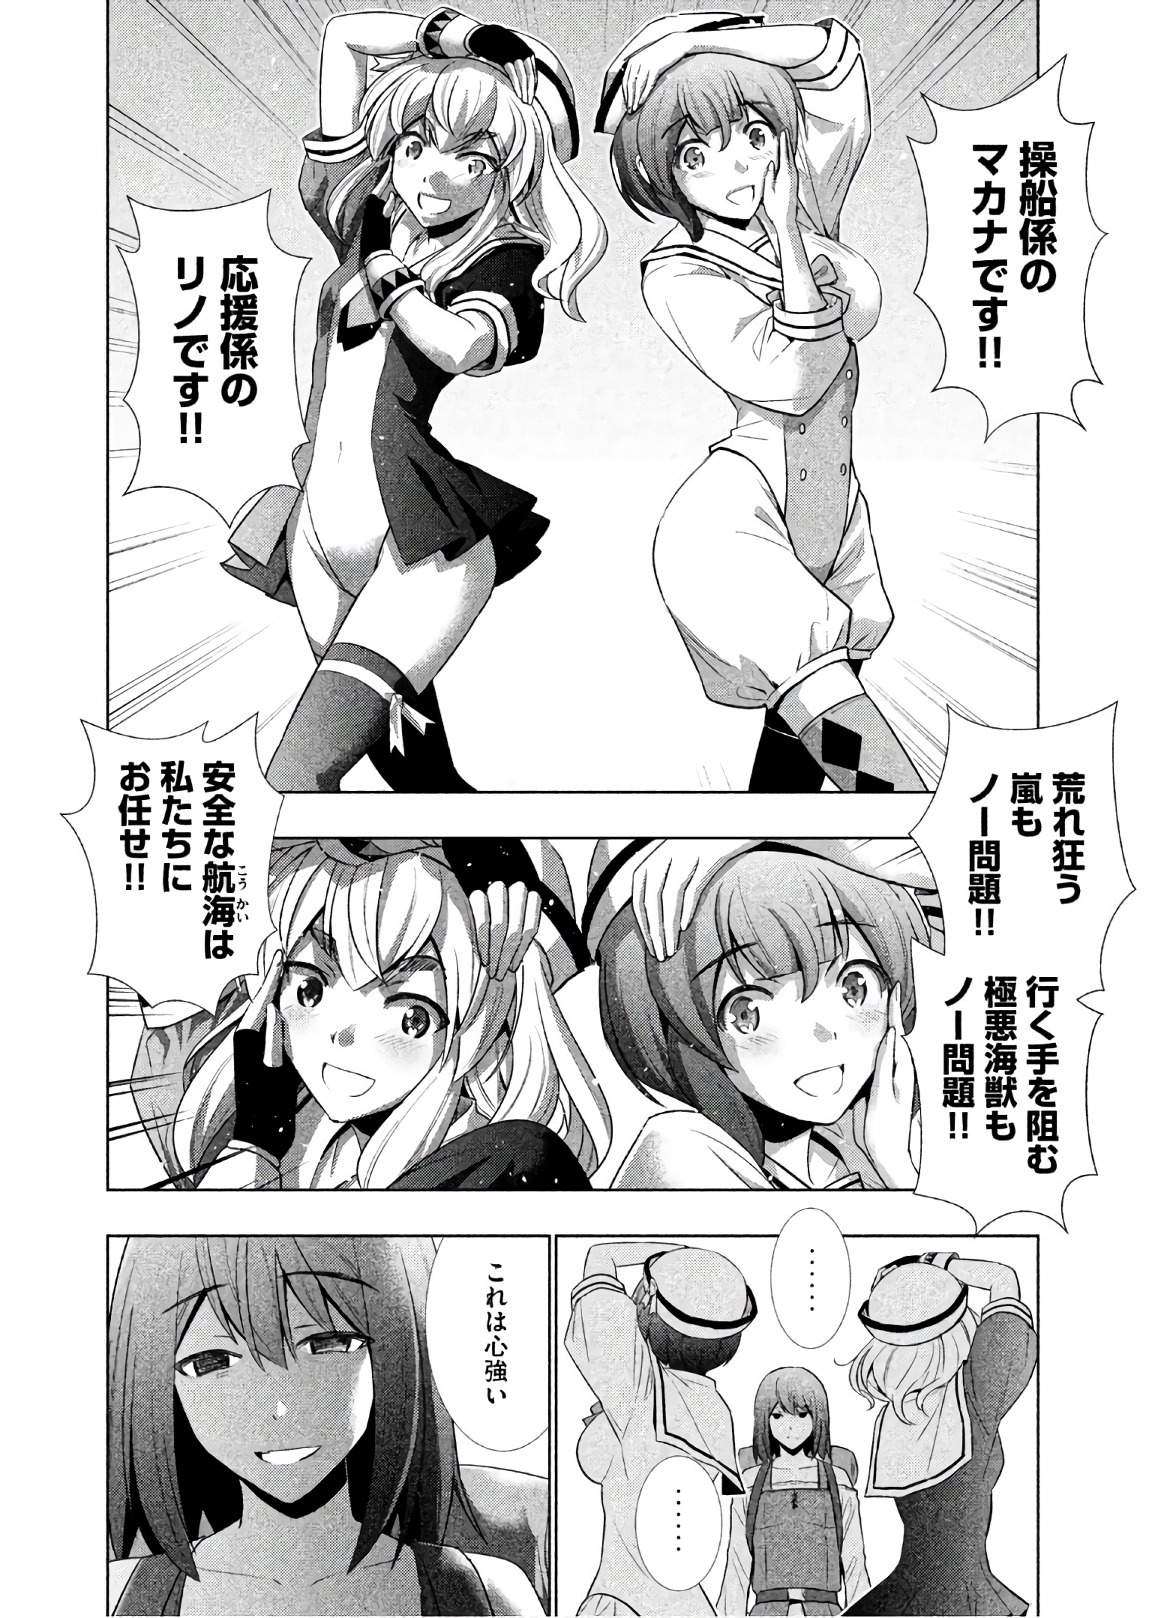 操船係の
マカナです!!
応援係の
リノです!!
荒れ狂う
嵐も
ノー問題!!
行く手を阻む
極悪海獣も
ノー問題!!
安全な航海は
こうかい
私たちに
お任せ!!
……
……
これは心強い